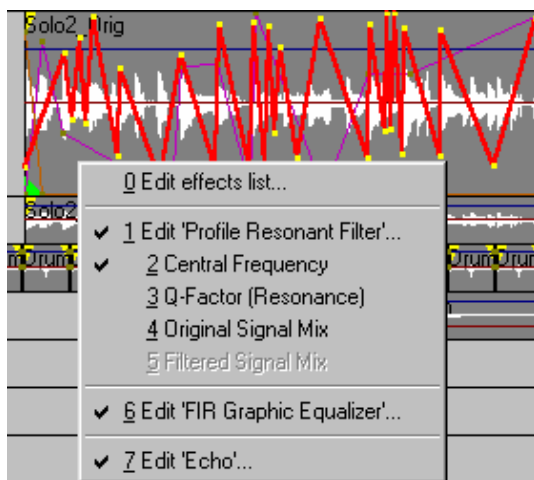 Solo2_Orig
0 Edit effects list...
Solo2
1 Edit 'Profile Resonant Filter'...
2 Central Frequency
3 Q-Factor (Resonance)
4 Original Signal Mix
5 Filtered Signal Mix
6 Edit 'FIR Graphic Equalizer'...
7 Edit 'Echo'...